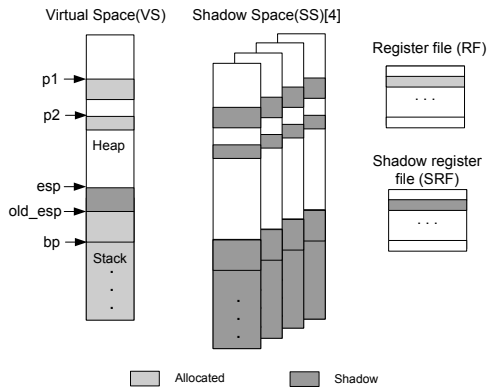 Virtual Space(VS)
Shadow Space(SS)[4]
Register file (RF)
p1
. . .
p2
Heap
Shadow register
file (SRF)
esp
old_esp
. . .
bp
Stack
.
.
.
.
.
.
Allocated
Shadow